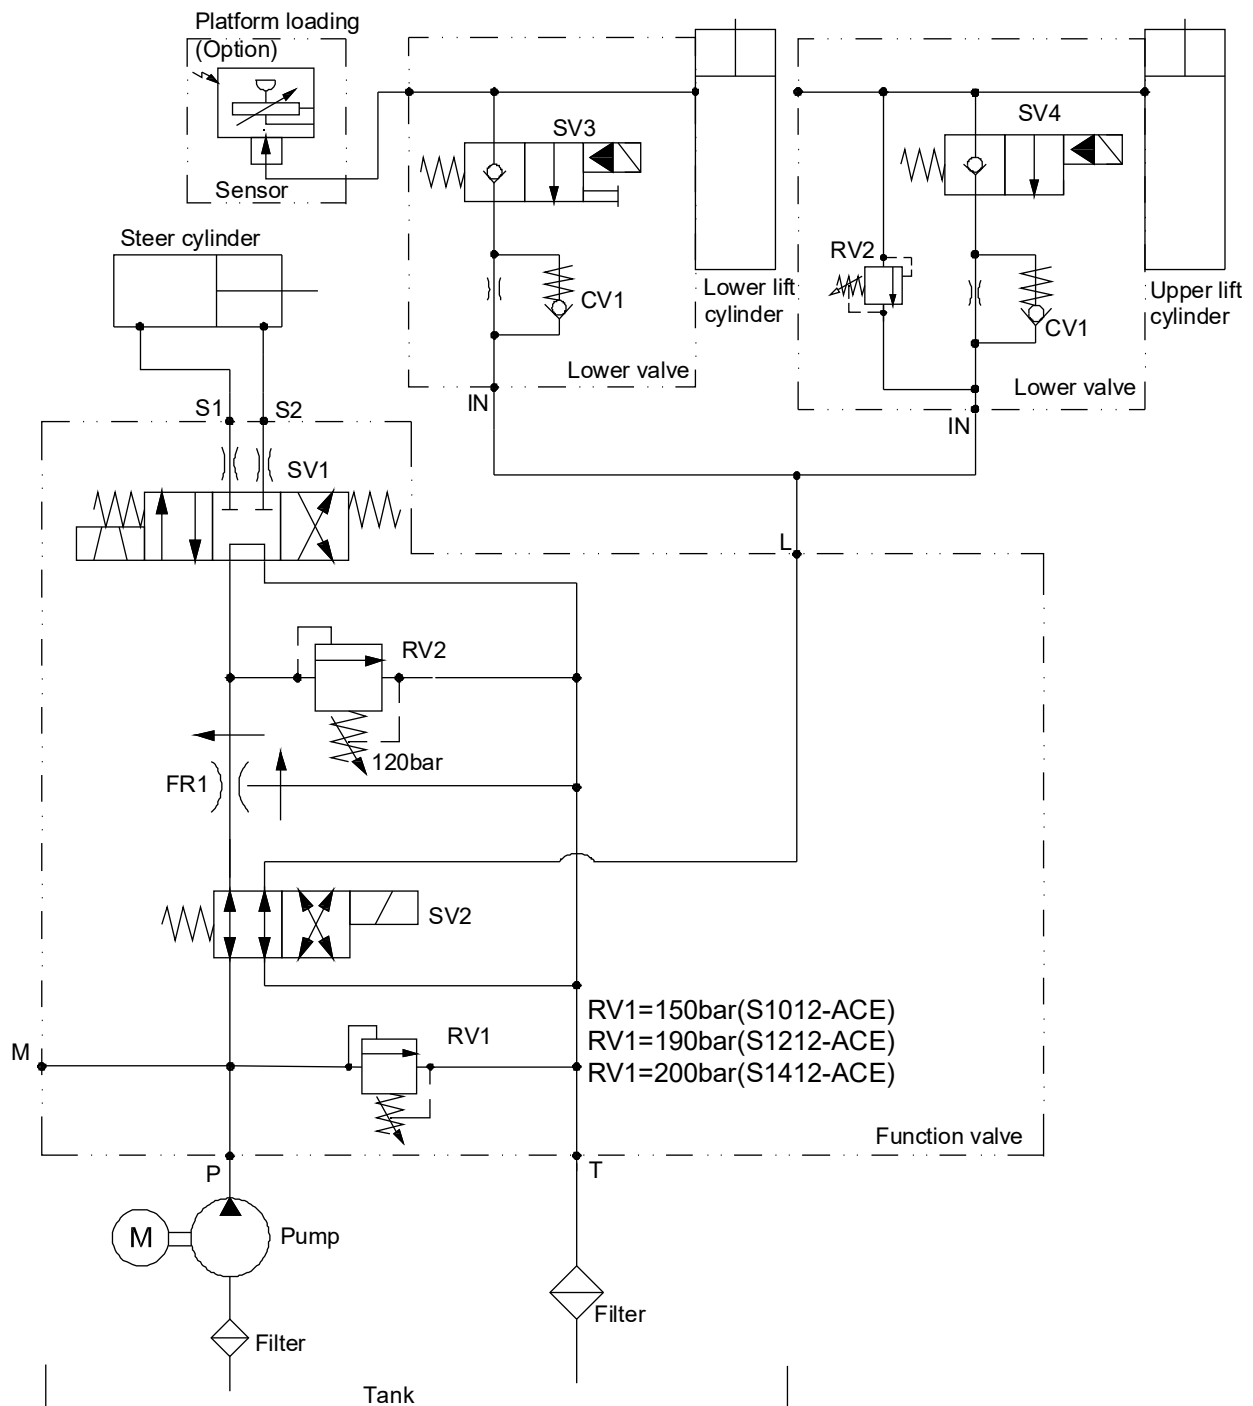 Platform loading
(Option)
Sensor
SV3
SV4
Steer cylinder
CV1
Lower lift
cylinder
RV2
CV1
Upper lift
cylinder
Lower valve
Lower valve
IN
IN
S1
S2
SV1
L
RV2
120bar
FR1
SV2
RV1=150bar(S1012-ACE)
RV1=190bar(S1212-ACE)
RV1=200bar(S1412-ACE)
M
RV1
Function valve
P
T
M
Pump
Filter
Filter
Tank